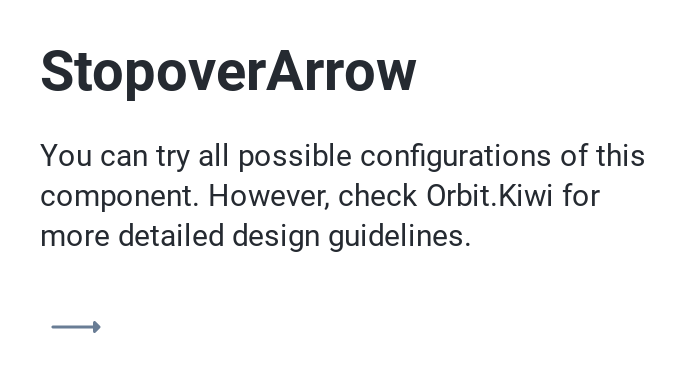 StopoverArrow
You can try all possible configurations of this
component. However, check Orbit.Kiwi for
more detailed design guidelines.